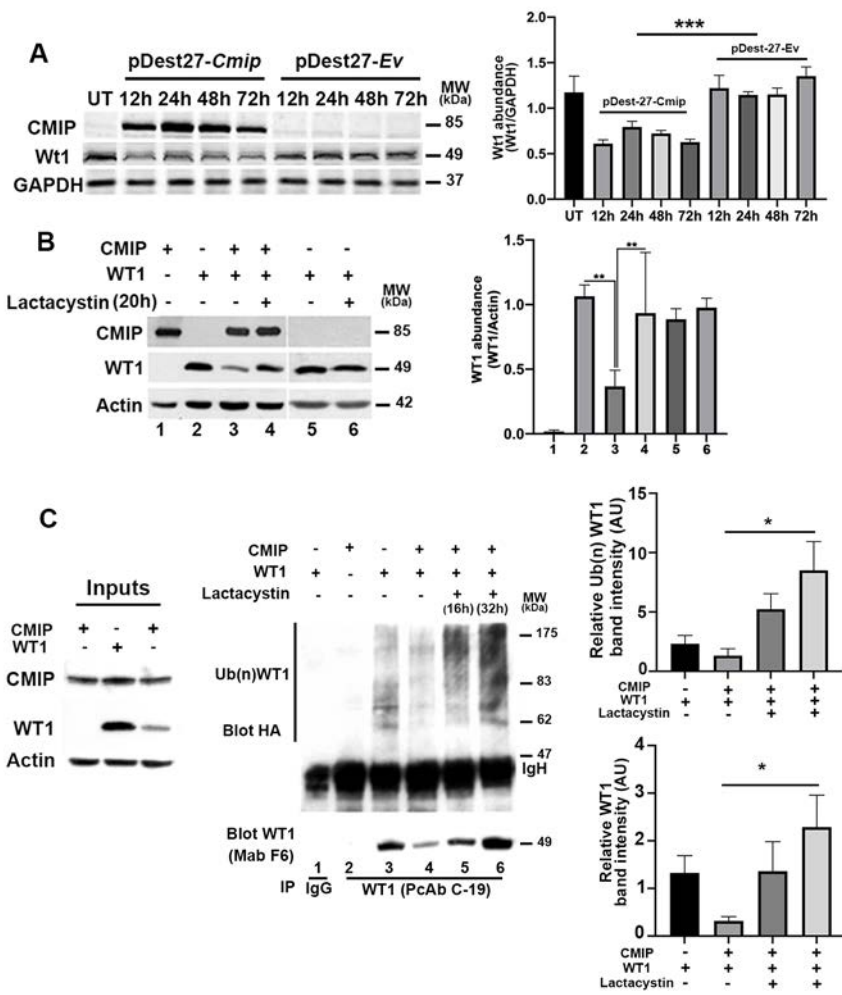 A
pDest27-Cmip pDest27-Ev
UT 12h 24h 48h 72h 12h 24h 48h 72h MW (kDa)
CMIP 85
Wt1 49
GAPDH 37
Wt1 abundance
(Wt1/GAPDH)
2.0
1.5
1.0
0.5
0.0
***
pDest-27-Ev
pDest-27-Cmip
UT 12h 24h 48h 72h 12h 24h 48h 72h
B
CMIP + - + + - -
WT1 - + + + + +
Lactacystin (20h) - - - + - +
MW
(kDa)
CMIP 85
WT1 49
Actin 42
1 2 3 4 5 6
WT1 abundance
(WT1/Actin)
1.5
1.0
0.5
0.0
** **
1 2 3 4 5 6
C
Inputs
CMIP + - +
WT1 - + +
CMIP
WT1
Actin
CMIP - + - + + +
WT1 + - + + + +
Lactacystin - - - - + +
(16h) (32h)
MW
(kDa)
175
Ub(n)WT1
83
Blot HA 62
47
IgH
Blot WT1
(Mab F6)
49
1 2 3 4 5 6
IP IgG WT1 (PcAb C-19)
Relative Ub(n) WT1
band intensity (AU)
15
10
5
0
*
CMIP - + + +
WT1 + + + +
Lactacystin - - + +
Relative WT1
band intensity (AU)
4
3
2
1
0
*
CMIP - + + +
WT1 + + + +
Lactacystin - - + +